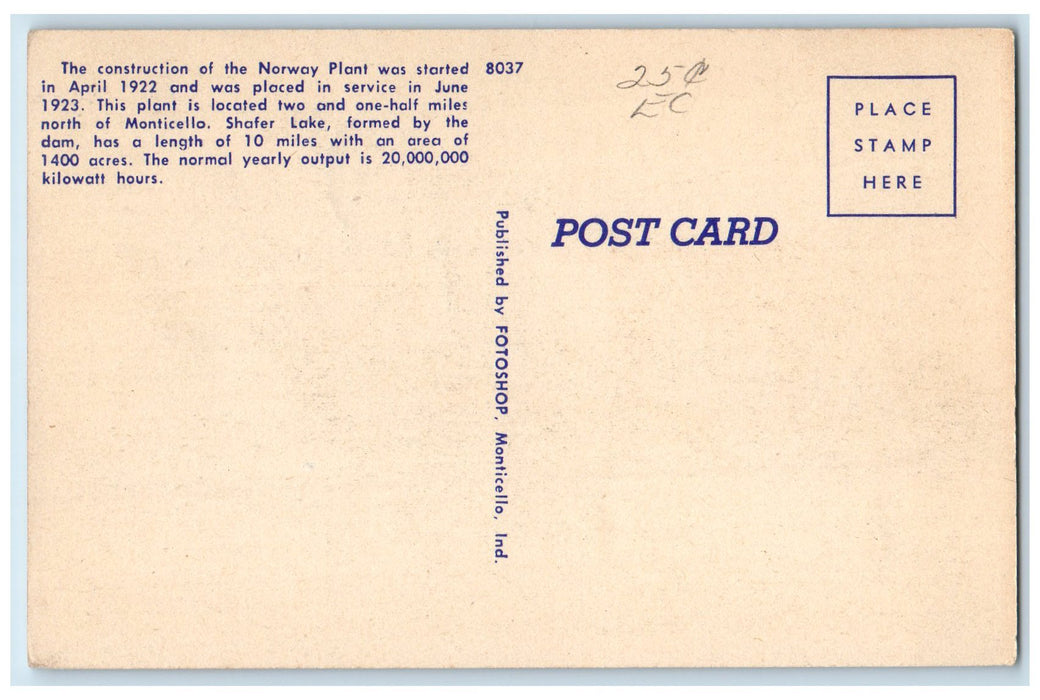 The construction of the Norway Plant was started
in April 1922 and was placed in service in June
1923. This plant is located two and one-half miles
north of Monticello. Shafer Lake, formed by the
dam, has a length of 10 miles with an area of
1400 acres. The normal yearly output is 20,000,000
kilowatt hours.
8037
25¢
EC
PLACE
STAMP
HERE
POST CARD
Published by FOTOSHOP, Monticello, Ind.